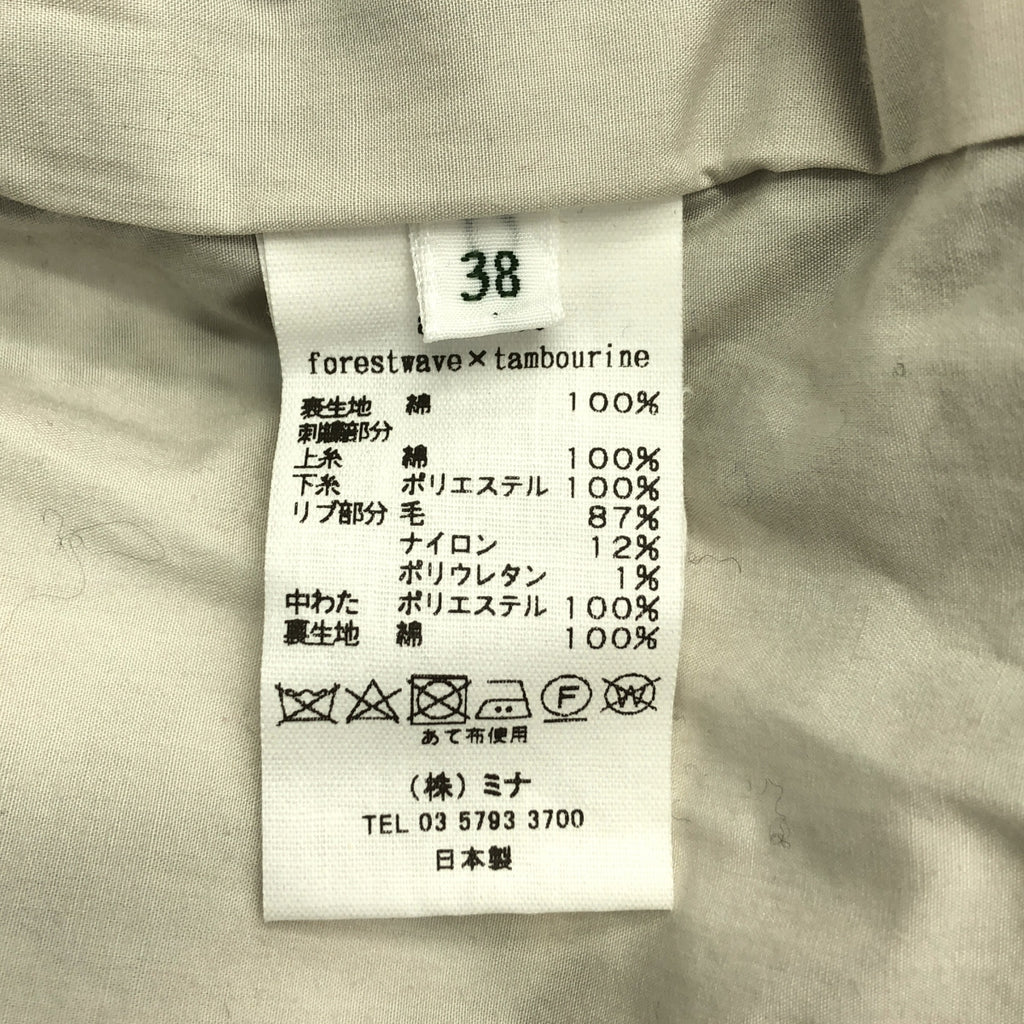 38
forestwave×tambourine
裏生地 綿 100%
刺繍部分
上糸 綿 100%
下糸 ポリエステル 100%
リブ部分 毛 87%
ナイロン 12%
ポリウレタン 1%
中わた ポリエステル 100%
裏生地 綿 100%
F W
あて布使用
(株)ミナ
TEL 03 5793 3700
日本製